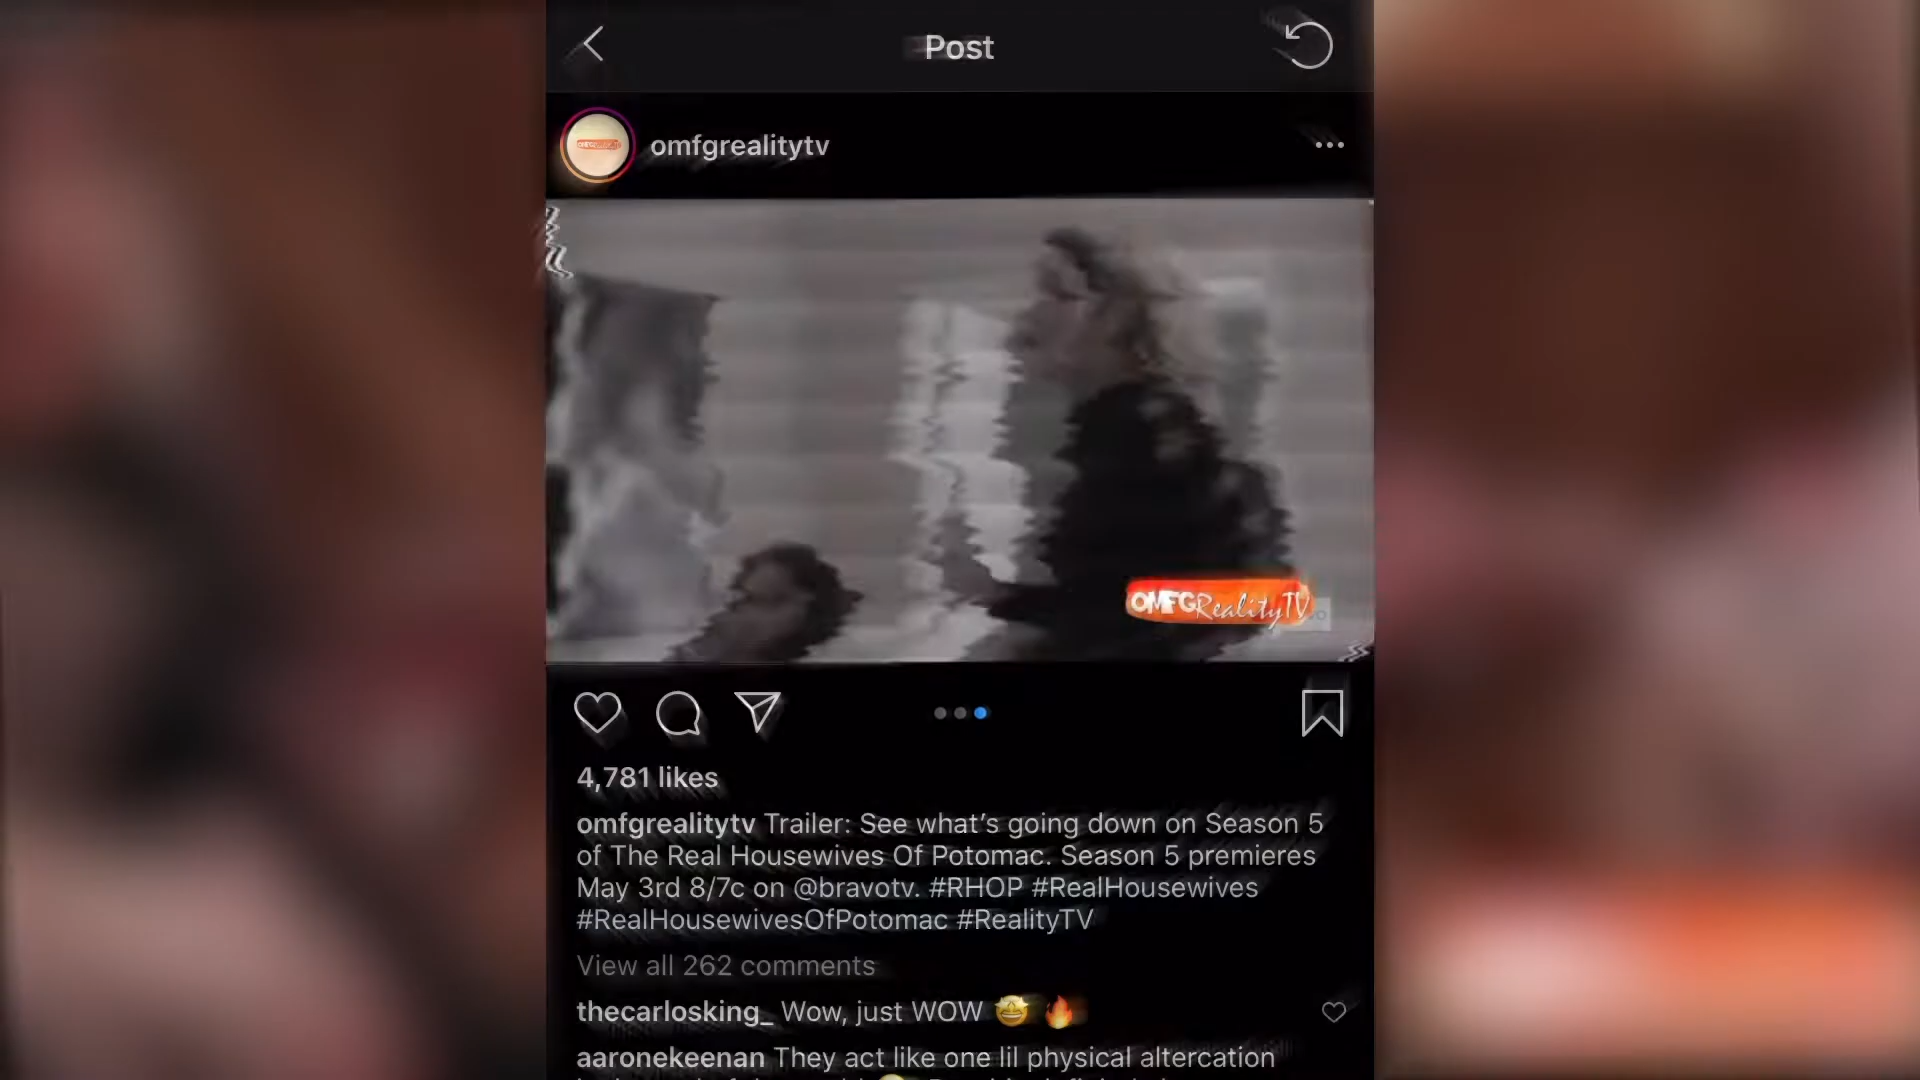 Post
omfgrealitytv
OMFGRealityTV
4,781 likes
omfgrealitytv Trailer: See what’s going down on Season 5
of The Real Housewives Of Potomac. Season 5 premieres
May 3rd 8/7c on @bravotv. #RHOP #RealHousewives
#RealHousewivesOfPotomac #RealityTV
View all 262 comments
thecarlosking_ Wow, just WOW 🤩 🔥
aaronekeenan They act like one lil physical altercation